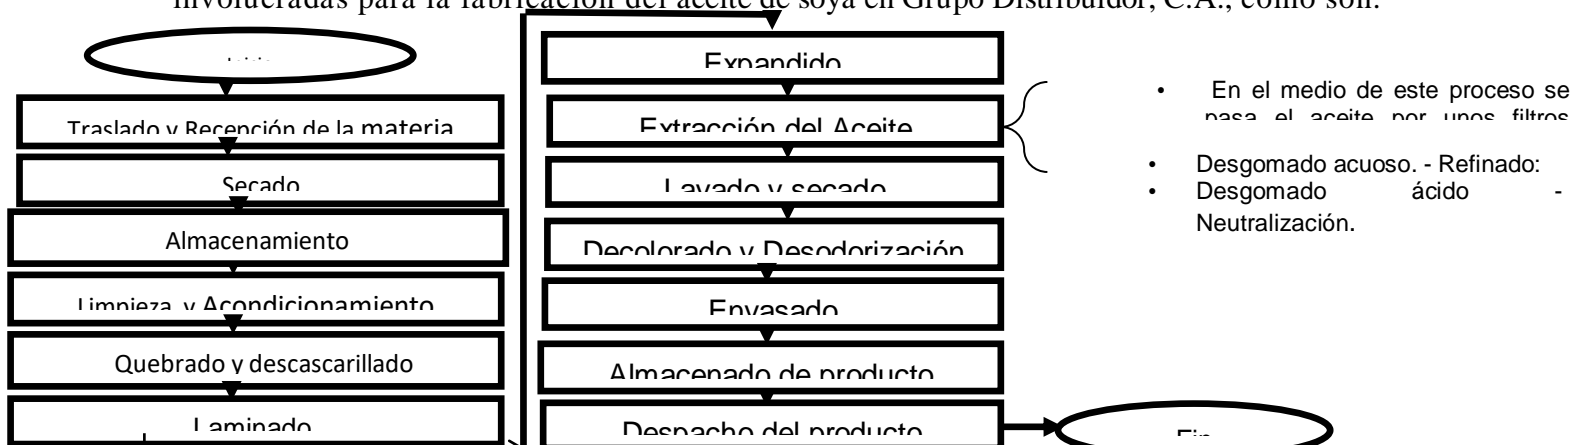 involucradas para la fabricación del aceite de soya en Grupo Distribuidor, C.A., como son:
Inicio
Traslado y Recepción de la materia
Secado
Almacenamiento
Limpieza y Acondicionamiento
Quebrado y descascarillado
Laminado
Expandido
Extracción del Aceite
Lavado y secado
Decolorado y Desodorización
Envasado
Almacenado de producto
Despacho del producto
Fin
• En el medio de este proceso se
pasa el aceite por unos filtros
• Desgomado acuoso. - Refinado:
• Desgomado ácido -
Neutralización.